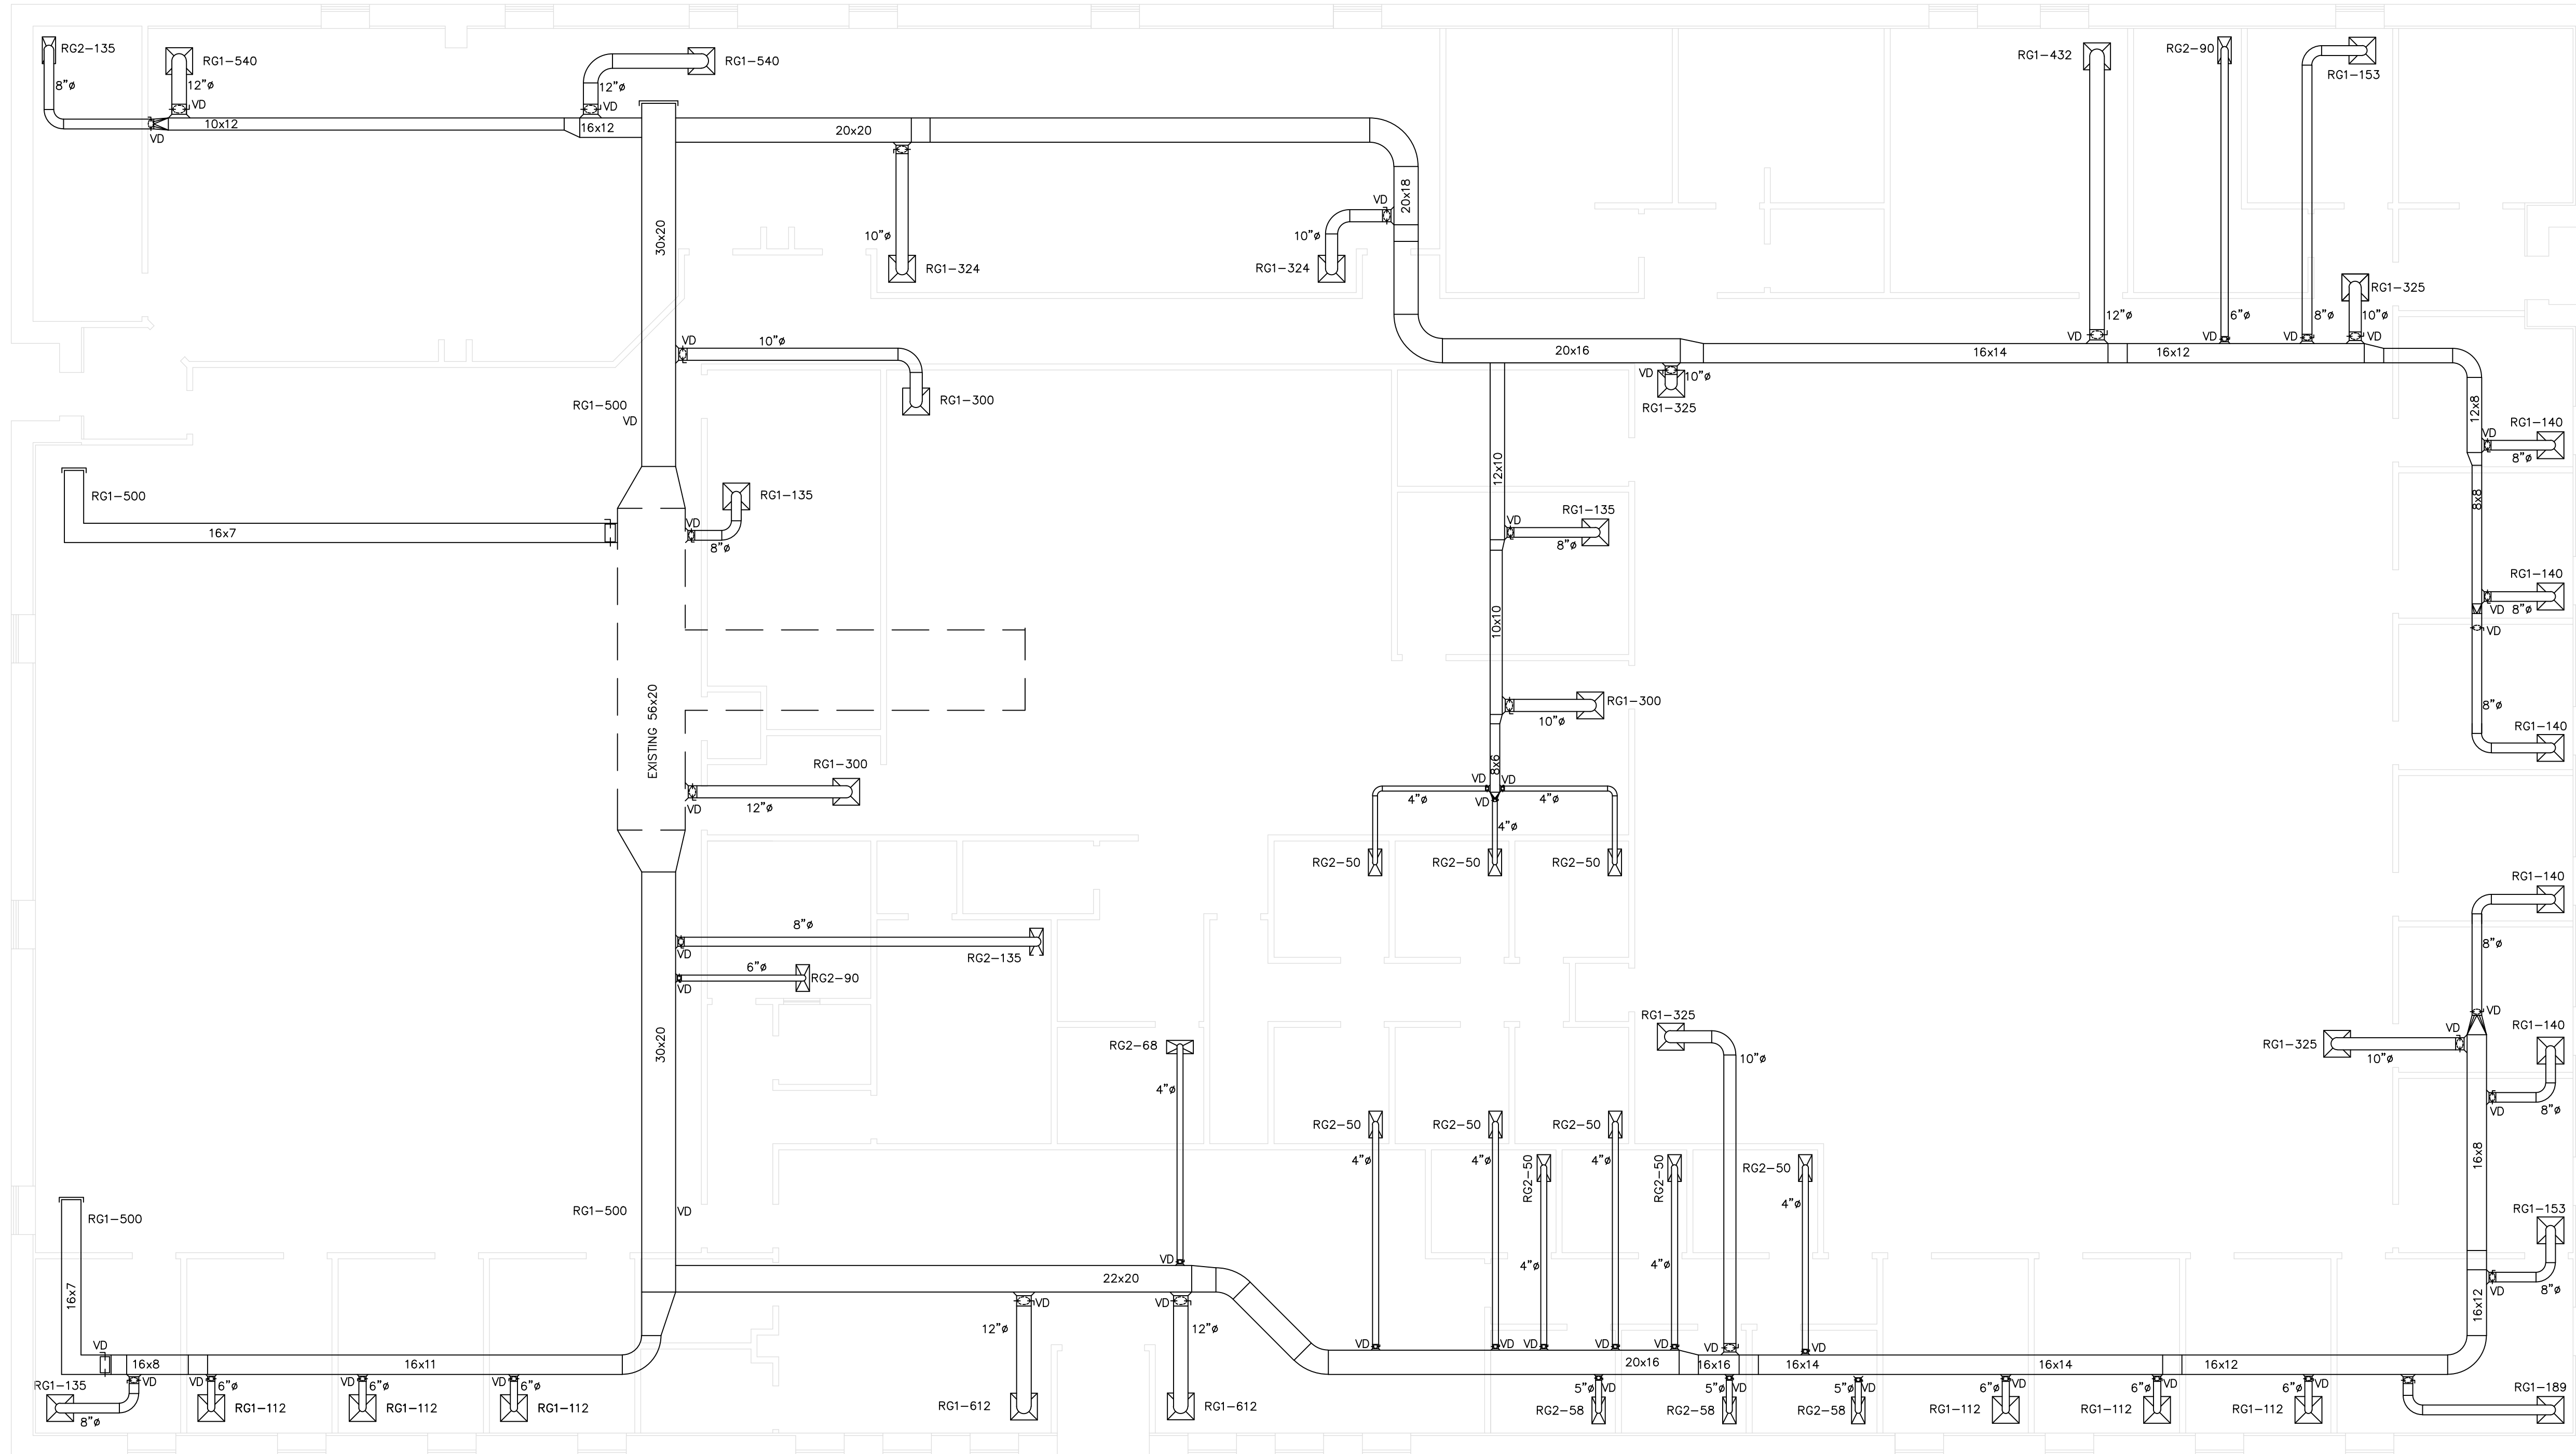 RG2-135
RG1-540
RG1-540
RG1-432
RG2-90
RG1-153
8"ø
12"ø
12"ø
VD
VD
VD
10x12
16x12
20x20
20x18
VD
30x20
10"ø
RG1-324
10"ø
RG1-324
RG1-325
12"ø
6"ø
8"ø
10"ø
VD
VD
VD
VD
VD
10"ø
20x16
16x14
16x12
VD
10"ø
RG1-325
RG1-500
VD
RG1-300
12x8
RG1-140
VD
8"ø
12x10
8x8
RG1-500
16x7
RG1-135
VD
8"ø
RG1-135
VD
8"ø
RG1-140
VD
8"ø
VD
10x10
EXISTING 56x20
RG1-300
10"ø
8"ø
RG1-140
RG1-300
VD
12"ø
8x6
VD
VD
VD
4"ø
4"ø
4"ø
RG2-50
RG2-50
RG2-50
RG1-140
8"ø
8"ø
VD
RG2-135
6"ø
RG2-90
VD
30x20
RG2-68
4"ø
RG1-325
10"ø
VD
RG1-140
RG1-325
VD
10"ø
VD
8"ø
RG2-50
RG2-50
RG2-50
4"ø
4"ø
4"ø
RG2-50
RG2-50
RG2-50
4"ø
4"ø
4"ø
16x8
RG1-500
RG1-500
VD
RG1-153
VD
8"ø
16x12
16x7
VD
22x20
VD
VD
12"ø
12"ø
VD
VD
VD
VD
VD
VD
VD
VD
16x8
16x11
20x16
16x16
16x14
16x14
16x12
RG1-135
VD
8"ø
VD
6"ø
RG1-112
VD
6"ø
RG1-112
VD
6"ø
RG1-112
RG1-612
RG1-612
5"ø
VD
RG2-58
5"ø
VD
RG2-58
5"ø
VD
RG2-58
6"ø
VD
RG1-112
6"ø
VD
RG1-112
6"ø
VD
RG1-112
RG1-189